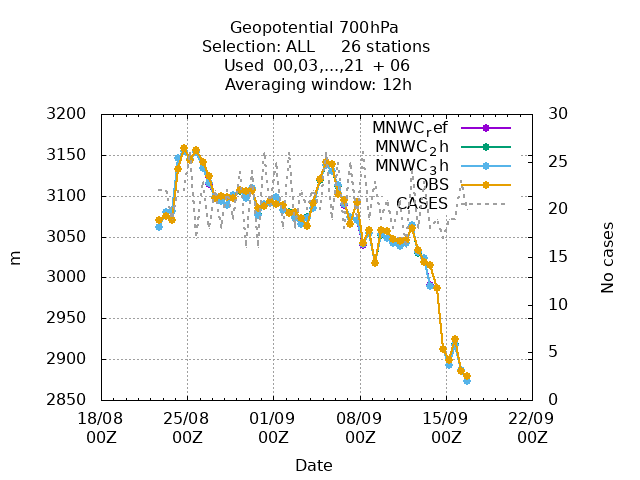 Geopotential 700hPa
Selection: ALL 26 stations
Used 00,03,...,21 + 06
Averaging window: 12h
3200
3150
3100
3050
3000
2950
2900
2850
m
30
25
20
15
10
5
0
No cases
MNWC_ref
MNWC_2h
MNWC_3h
OBS
CASES
18/08 25/08 01/09 08/09 15/09 22/09
00Z 00Z 00Z 00Z 00Z 00Z
Date